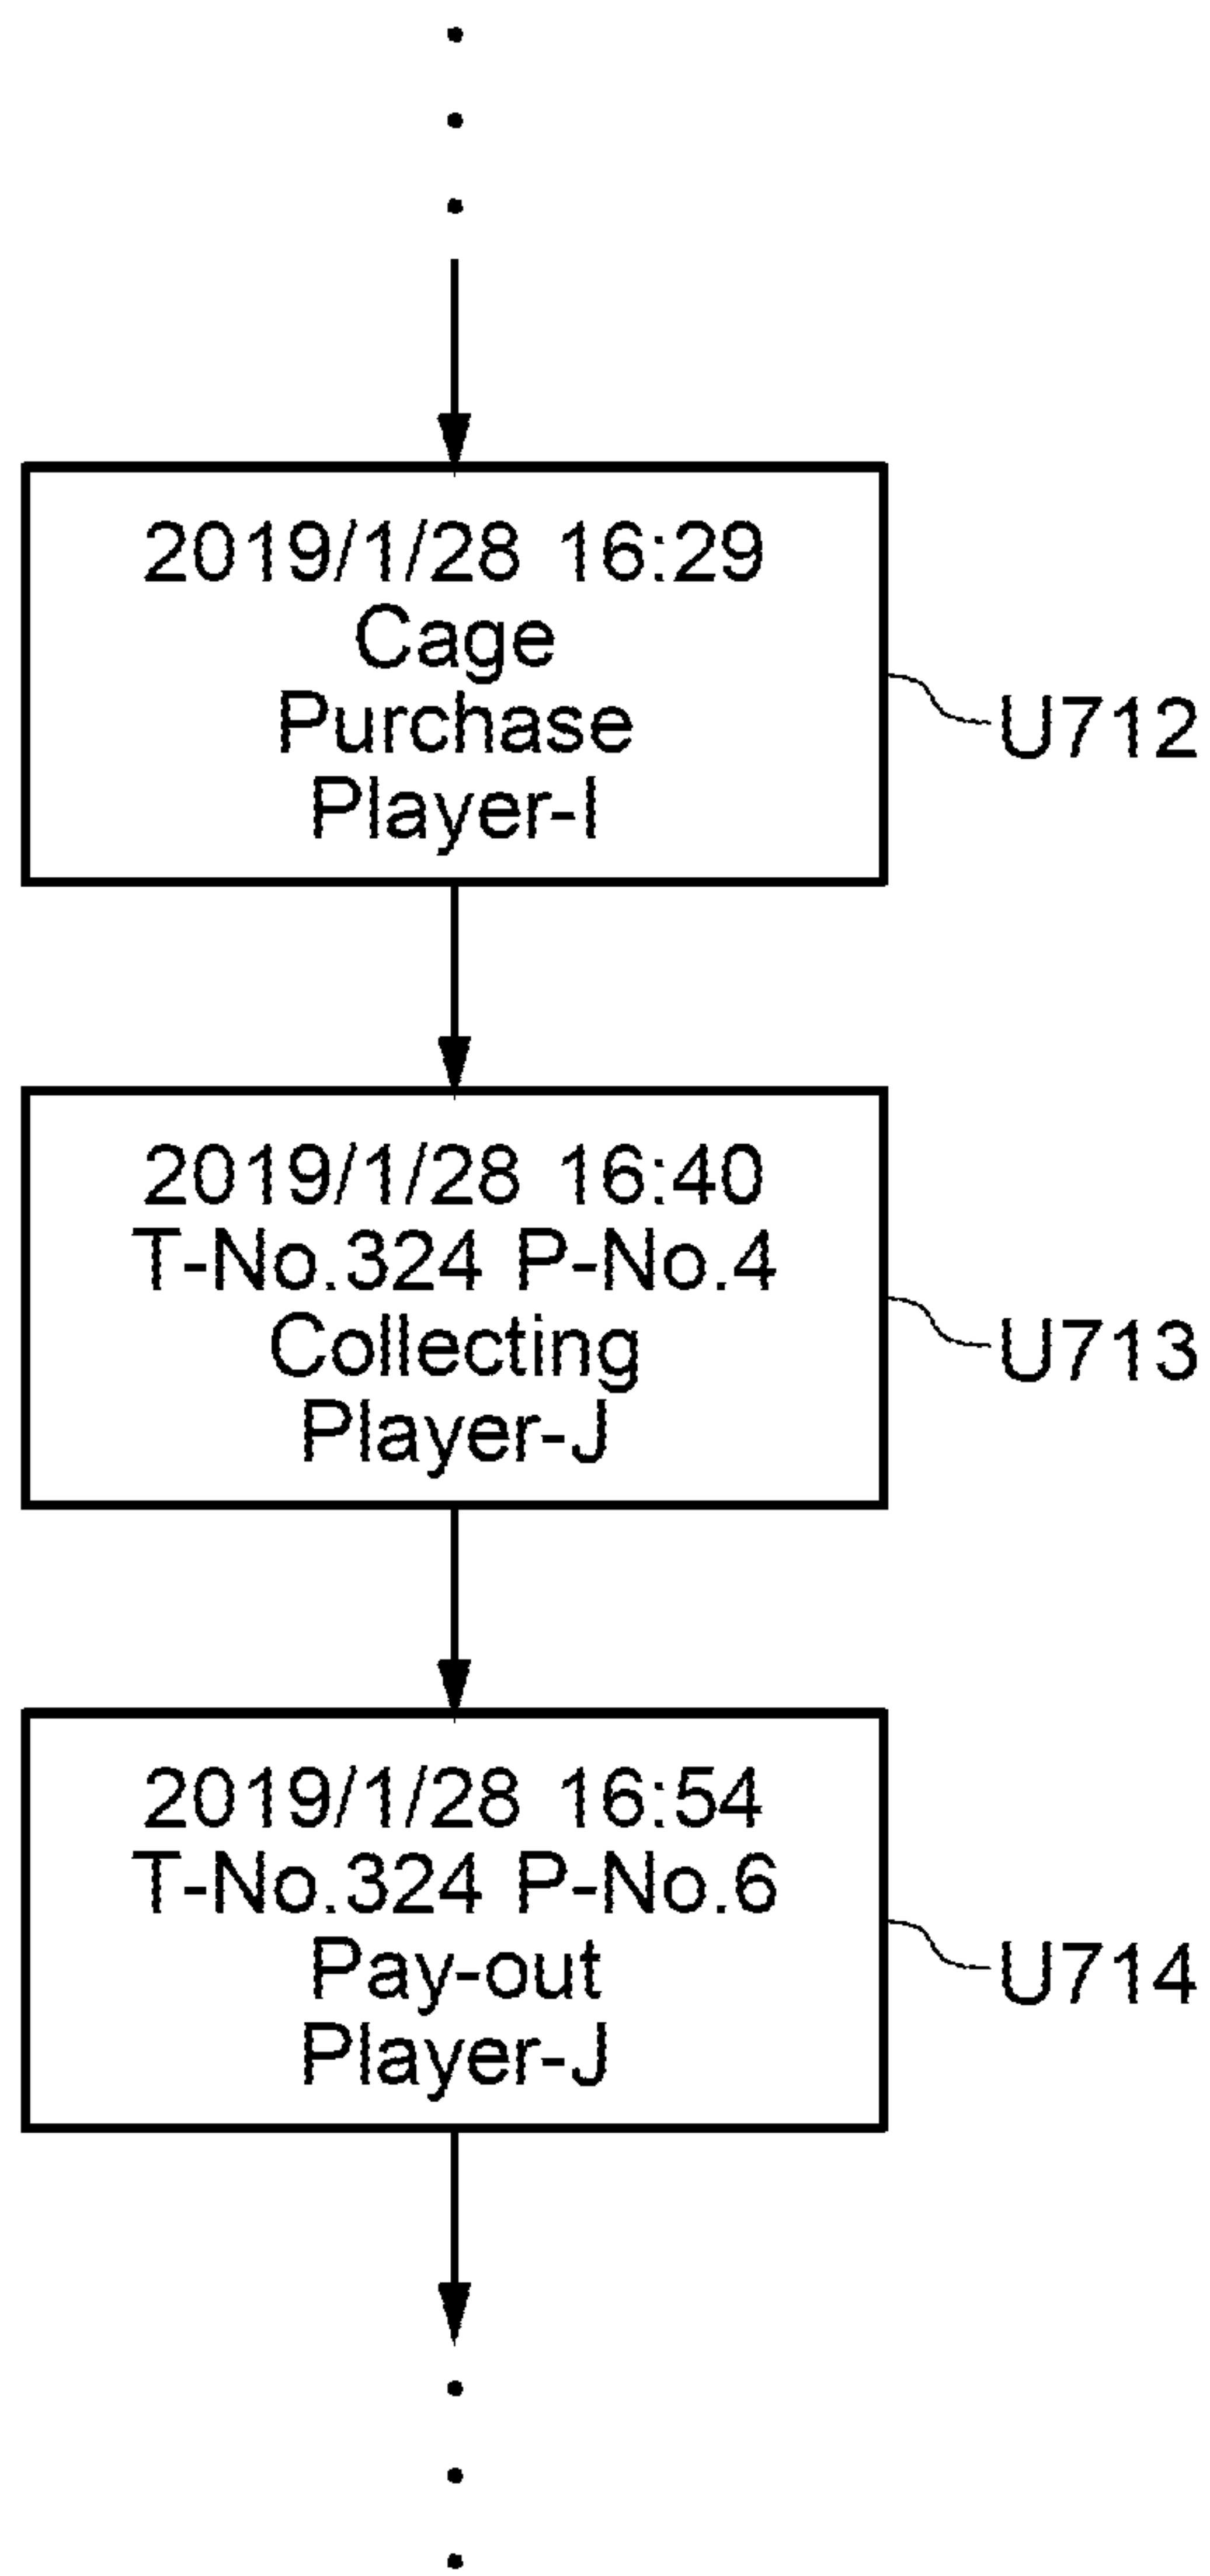 2019/1/28 16:29
Cage
Purchase
Player-I
U712
2019/1/28 16:40
T-No.324 P-No.4
Collecting
Player-J
U713
2019/1/28 16:54
T-No.324 P-No.6
Pay-out
Player-J
U714